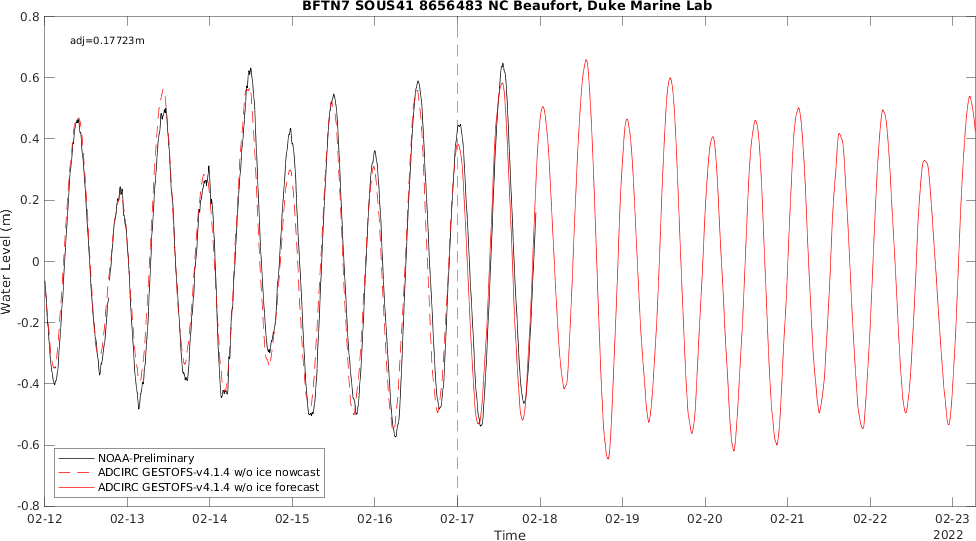 BFTN7 SOUS41 8656483 NC Beaufort, Duke Marine Lab
adj=0.17723m
0.8
0.6
0.4
0.2
0
-0.2
-0.4
-0.6
-0.8
Water Level (m)
NOAA-Preliminary
ADCIRC GESTOFS-v4.1.4 w/o ice nowcast
ADCIRC GESTOFS-v4.1.4 w/o ice forecast
02-12 02-13 02-14 02-15 02-16 02-17 02-18 02-19 02-20 02-21 02-22 02-23
Time
2022